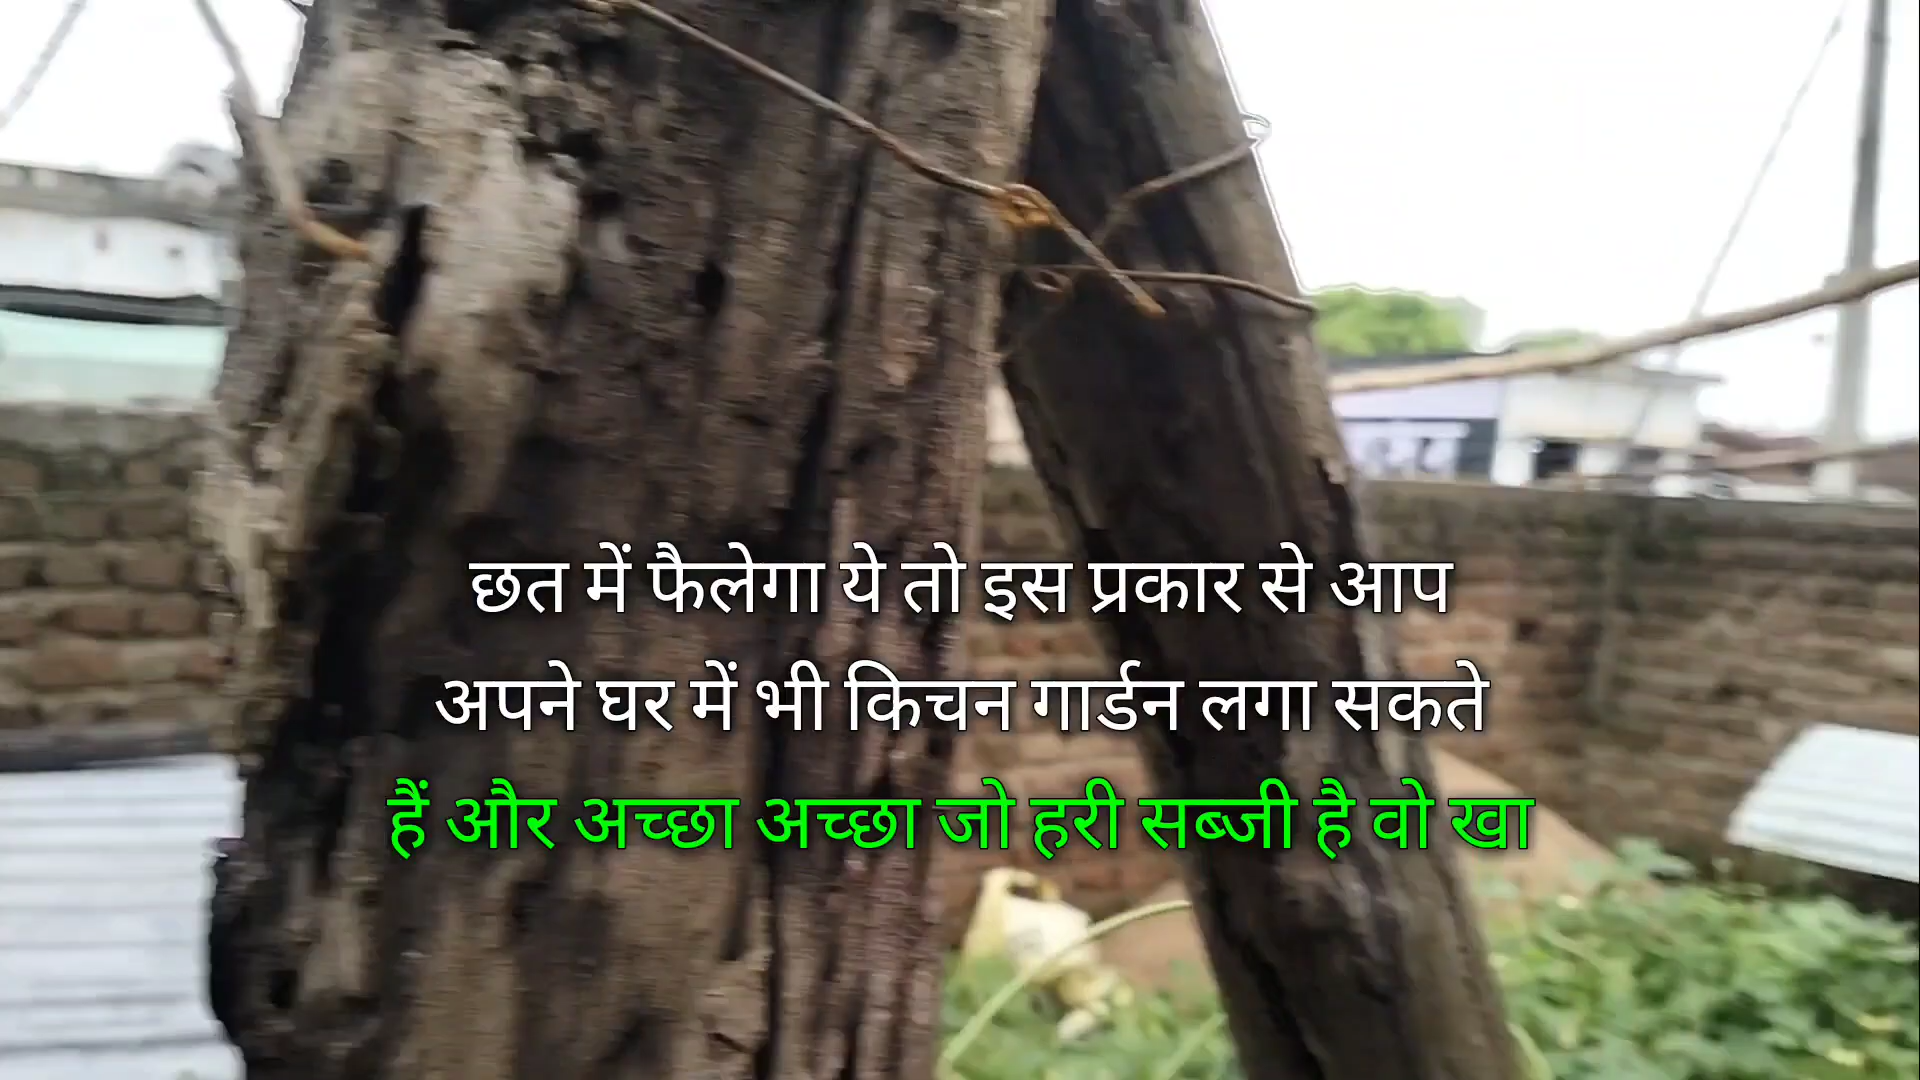 छत में फैलेगा ये तो इस प्रकार से आप
अपने घर में भी किचन गार्डन लगा सकते
हैं और अच्छा अच्छा जो हरी सब्जी है वो खा